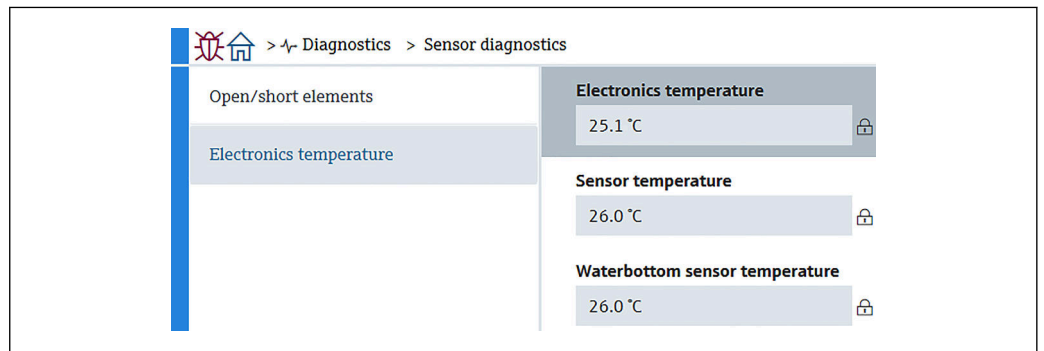 > Diagnostics > Sensor diagnostics
Open/short elements
Electronics temperature
Electronics temperature
25.1 °C
Sensor temperature
26.0 °C
Waterbottom sensor temperature
26.0 °C